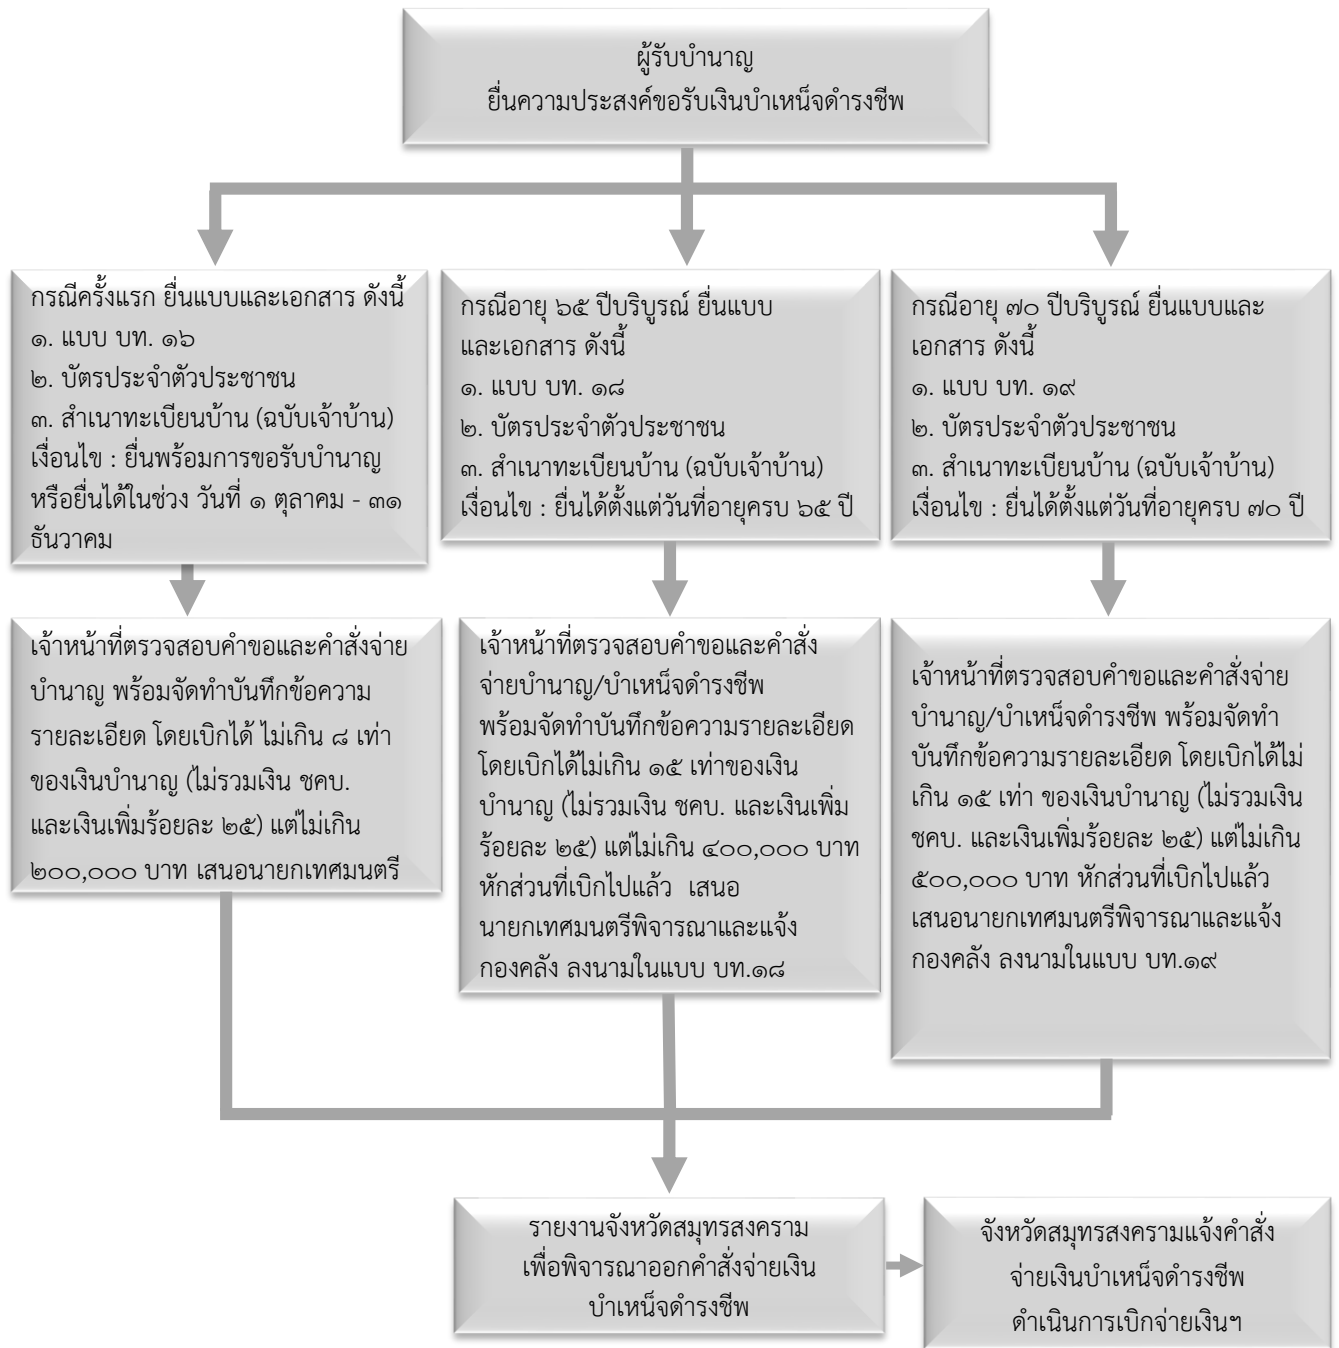 ผู้รับบำนาญ
ยื่นความประสงค์ขอรับเงินบำเหน็จดำรงชีพ
กรณีครั้งแรก ยื่นแบบและเอกสาร ดังนี้
๑. แบบ บท. ๑๖
๒. บัตรประจำตัวประชาชน
๓. สำเนาทะเบียนบ้าน (ฉบับเจ้าบ้าน)
เงื่อนไข : ยื่นพร้อมการขอรับบำนาญ
หรือยื่นได้ในช่วง วันที่ ๑ ตุลาคม - ๓๑
ธันวาคม
กรณีอายุ ๖๕ ปีบริบูรณ์ ยื่นแบบ
และเอกสาร ดังนี้
๑. แบบ บท. ๑๘
๒. บัตรประจำตัวประชาชน
๓. สำเนาทะเบียนบ้าน (ฉบับเจ้าบ้าน)
เงื่อนไข : ยื่นได้ตั้งแต่วันที่อายุครบ ๖๕ ปี
กรณีอายุ ๗๐ ปีบริบูรณ์ ยื่นแบบและ
เอกสาร ดังนี้
๑. แบบ บท. ๑๙
๒. บัตรประจำตัวประชาชน
๓. สำเนาทะเบียนบ้าน (ฉบับเจ้าบ้าน)
เงื่อนไข : ยื่นได้ตั้งแต่วันที่อายุครบ ๗๐ ปี
เจ้าหน้าที่ตรวจสอบคำขอและคำสั่งจ่าย
บำนาญ พร้อมจัดทำบันทึกข้อความ
รายละเอียด โดยเบิกได้ ไม่เกิน ๘ เท่า
ของเงินบำนาญ (ไม่รวมเงิน ชคบ.
และเงินเพิ่มร้อยละ ๒๕) แต่ไม่เกิน
๒๐๐,๐๐๐ บาท เสนอนายกเทศมนตรี
เจ้าหน้าที่ตรวจสอบคำขอและคำสั่ง
จ่ายบำนาญ/บำเหน็จดำรงชีพ
พร้อมจัดทำบันทึกข้อความรายละเอียด
โดยเบิกได้ไม่เกิน ๑๕ เท่าของเงิน
บำนาญ (ไม่รวมเงิน ชคบ. และเงินเพิ่ม
ร้อยละ ๒๕) แต่ไม่เกิน ๔๐๐,๐๐๐ บาท
หักส่วนที่เบิกไปแล้ว เสนอ
นายกเทศมนตรีพิจารณาและแจ้ง
กองคลัง ลงนามในแบบ บท.๑๘
เจ้าหน้าที่ตรวจสอบคำขอและคำสั่งจ่าย
บำนาญ/บำเหน็จดำรงชีพ พร้อมจัดทำ
บันทึกข้อความรายละเอียด โดยเบิกได้ไม่
เกิน ๑๕ เท่า ของเงินบำนาญ (ไม่รวมเงิน
ชคบ. และเงินเพิ่มร้อยละ ๒๕) แต่ไม่เกิน
๕๐๐,๐๐๐ บาท หักส่วนที่เบิกไปแล้ว
เสนอนายกเทศมนตรีพิจารณาและแจ้ง
กองคลัง ลงนามในแบบ บท.๑๙
รายงานจังหวัดสมุทรสงคราม
เพื่อพิจารณาออกคำสั่งจ่ายเงิน
บำเหน็จดำรงชีพ
จังหวัดสมุทรสงครามแจ้งคำสั่ง
จ่ายเงินบำเหน็จดำรงชีพ
ดำเนินการเบิกจ่ายเงินฯ